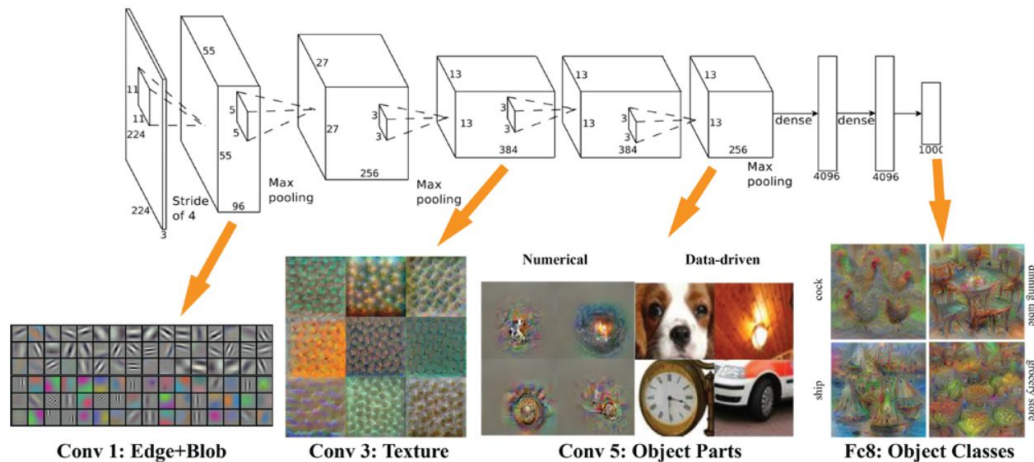 55
27
13
13
13
11
11
5
5
3
3
3
3
3
3
224
55
27
13
13
13
dense
dense
384
384
256
1000
256
Max
pooling
4096
4096
Max
pooling
Max
pooling
96
Stride
of 4
224
3
Numerical
Data-driven
cock
dinning table
ship
grocery store
Conv 1: Edge+Blob
Conv 3: Texture
Conv 5: Object Parts
Fc8: Object Classes